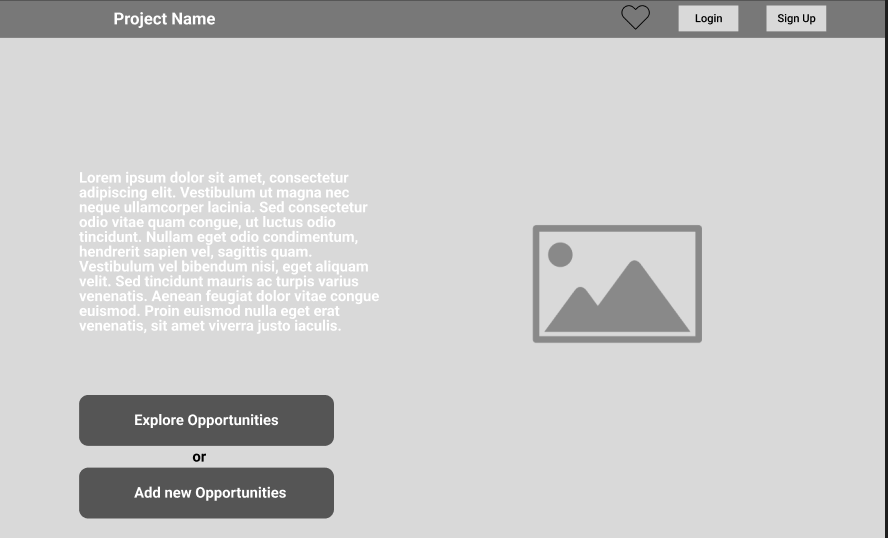 Project Name
Login
Sign Up
Lorem ipsum dolor sit amet, consectetur
adipiscing elit. Vestibulum ut magna nec
neque ullamcorper lacinia. Sed consectetur
odio vitae quam congue, ut luctus odio
tincidunt. Nullam eget odio condimentum,
hendrerit sapien vel, sagittis quam.
Vestibulum vel bibendum nisi, eget aliquam
velit. Sed tincidunt mauris ac turpis varius
venenatis. Aenean feugiat dolor vitae congue
euismod. Proin euismod nulla eget erat
venenatis, sit amet viverra justo iaculis.
Explore Opportunities
or
Add new Opportunities